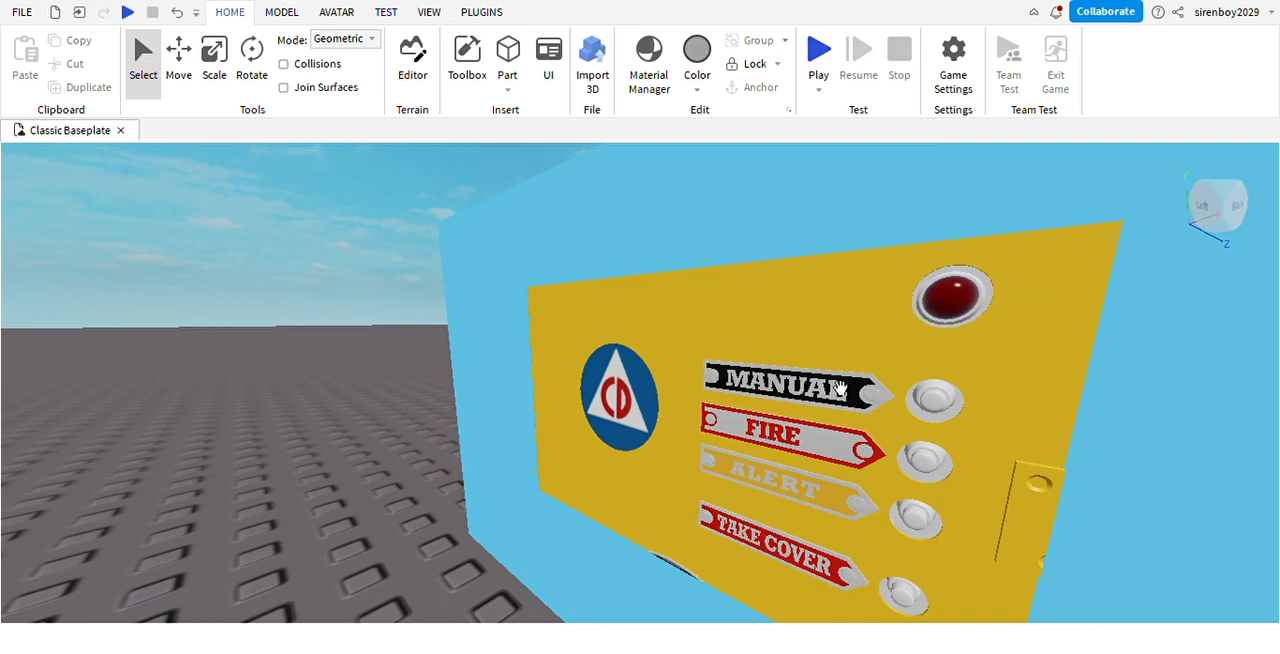 FILE HOME MODEL AVATAR TEST VIEW PLUGINS Collaborate sirenboy2029
Paste Copy Cut Duplicate Clipboard
Select Move Scale Rotate Mode: Geometric Collisions Join Surfaces Tools
Editor Terrain
Toolbox Part UI Insert
Import 3D File
Material Manager Color Group Lock Anchor Edit
Play Resume Stop Test
Game Settings Settings
Team Test Exit Game Team Test
Classic Baseplate
Y
Left Back
Z
CD
MANUAL
FIRE
ALERT
TAKE COVER